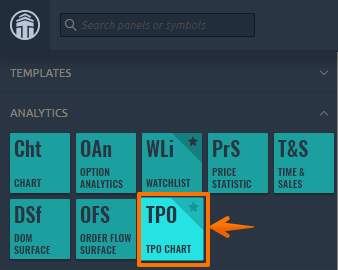 Search panels or symbols
TEMPLATES
ANALYTICS
Cht
CHART
OAn
OPTION
ANALYTICS
WLi
WATCHLIST
PrS
PRICE
STATISTIC
T&S
TIME &
SALES
DSf
DOM
SURFACE
OFS
ORDER FLOW
SURFACE
TPO
TPO CHART